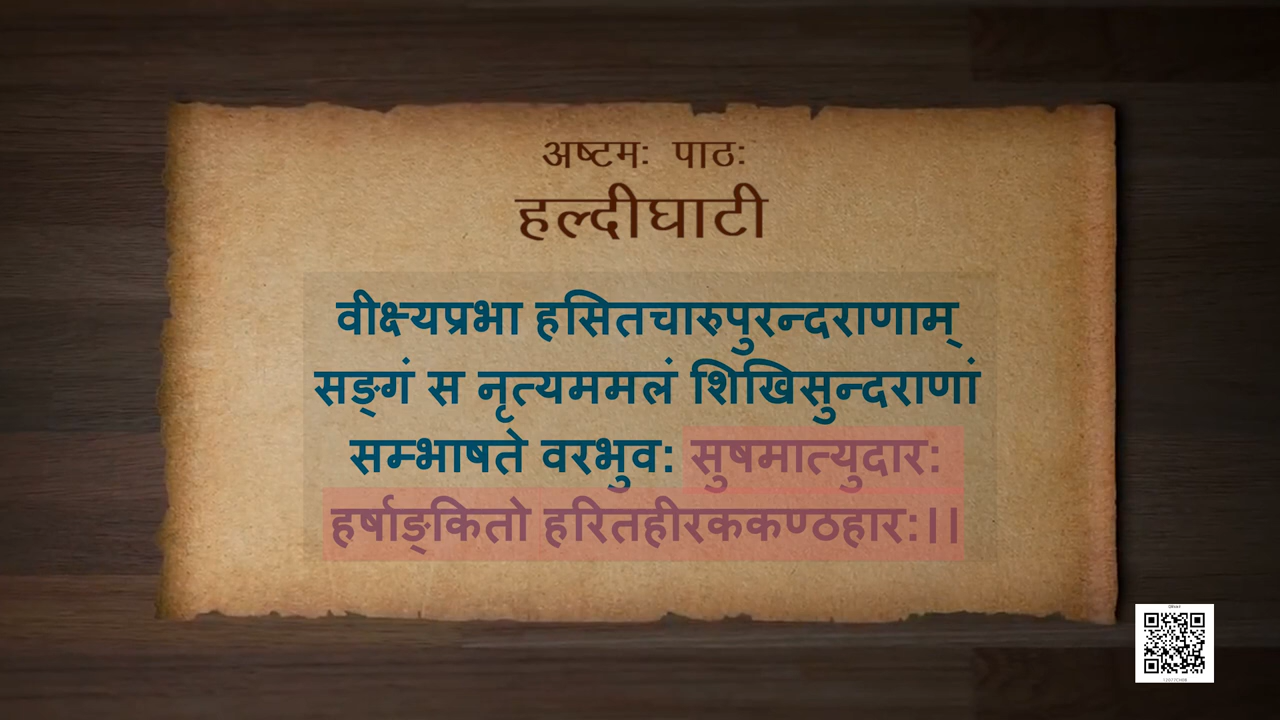 अष्टमः पाठः
हल्दीघाटी
वीक्ष्यप्रभा हसितचारुपुरन्दराणाम्
सङ्गं स नृत्यममलं शिखिसुन्दराणां
सम्भाषते वरभुवः सुषमात्युदारः
हर्षाङ्कितो हरितहीरककण्ठहारः।।